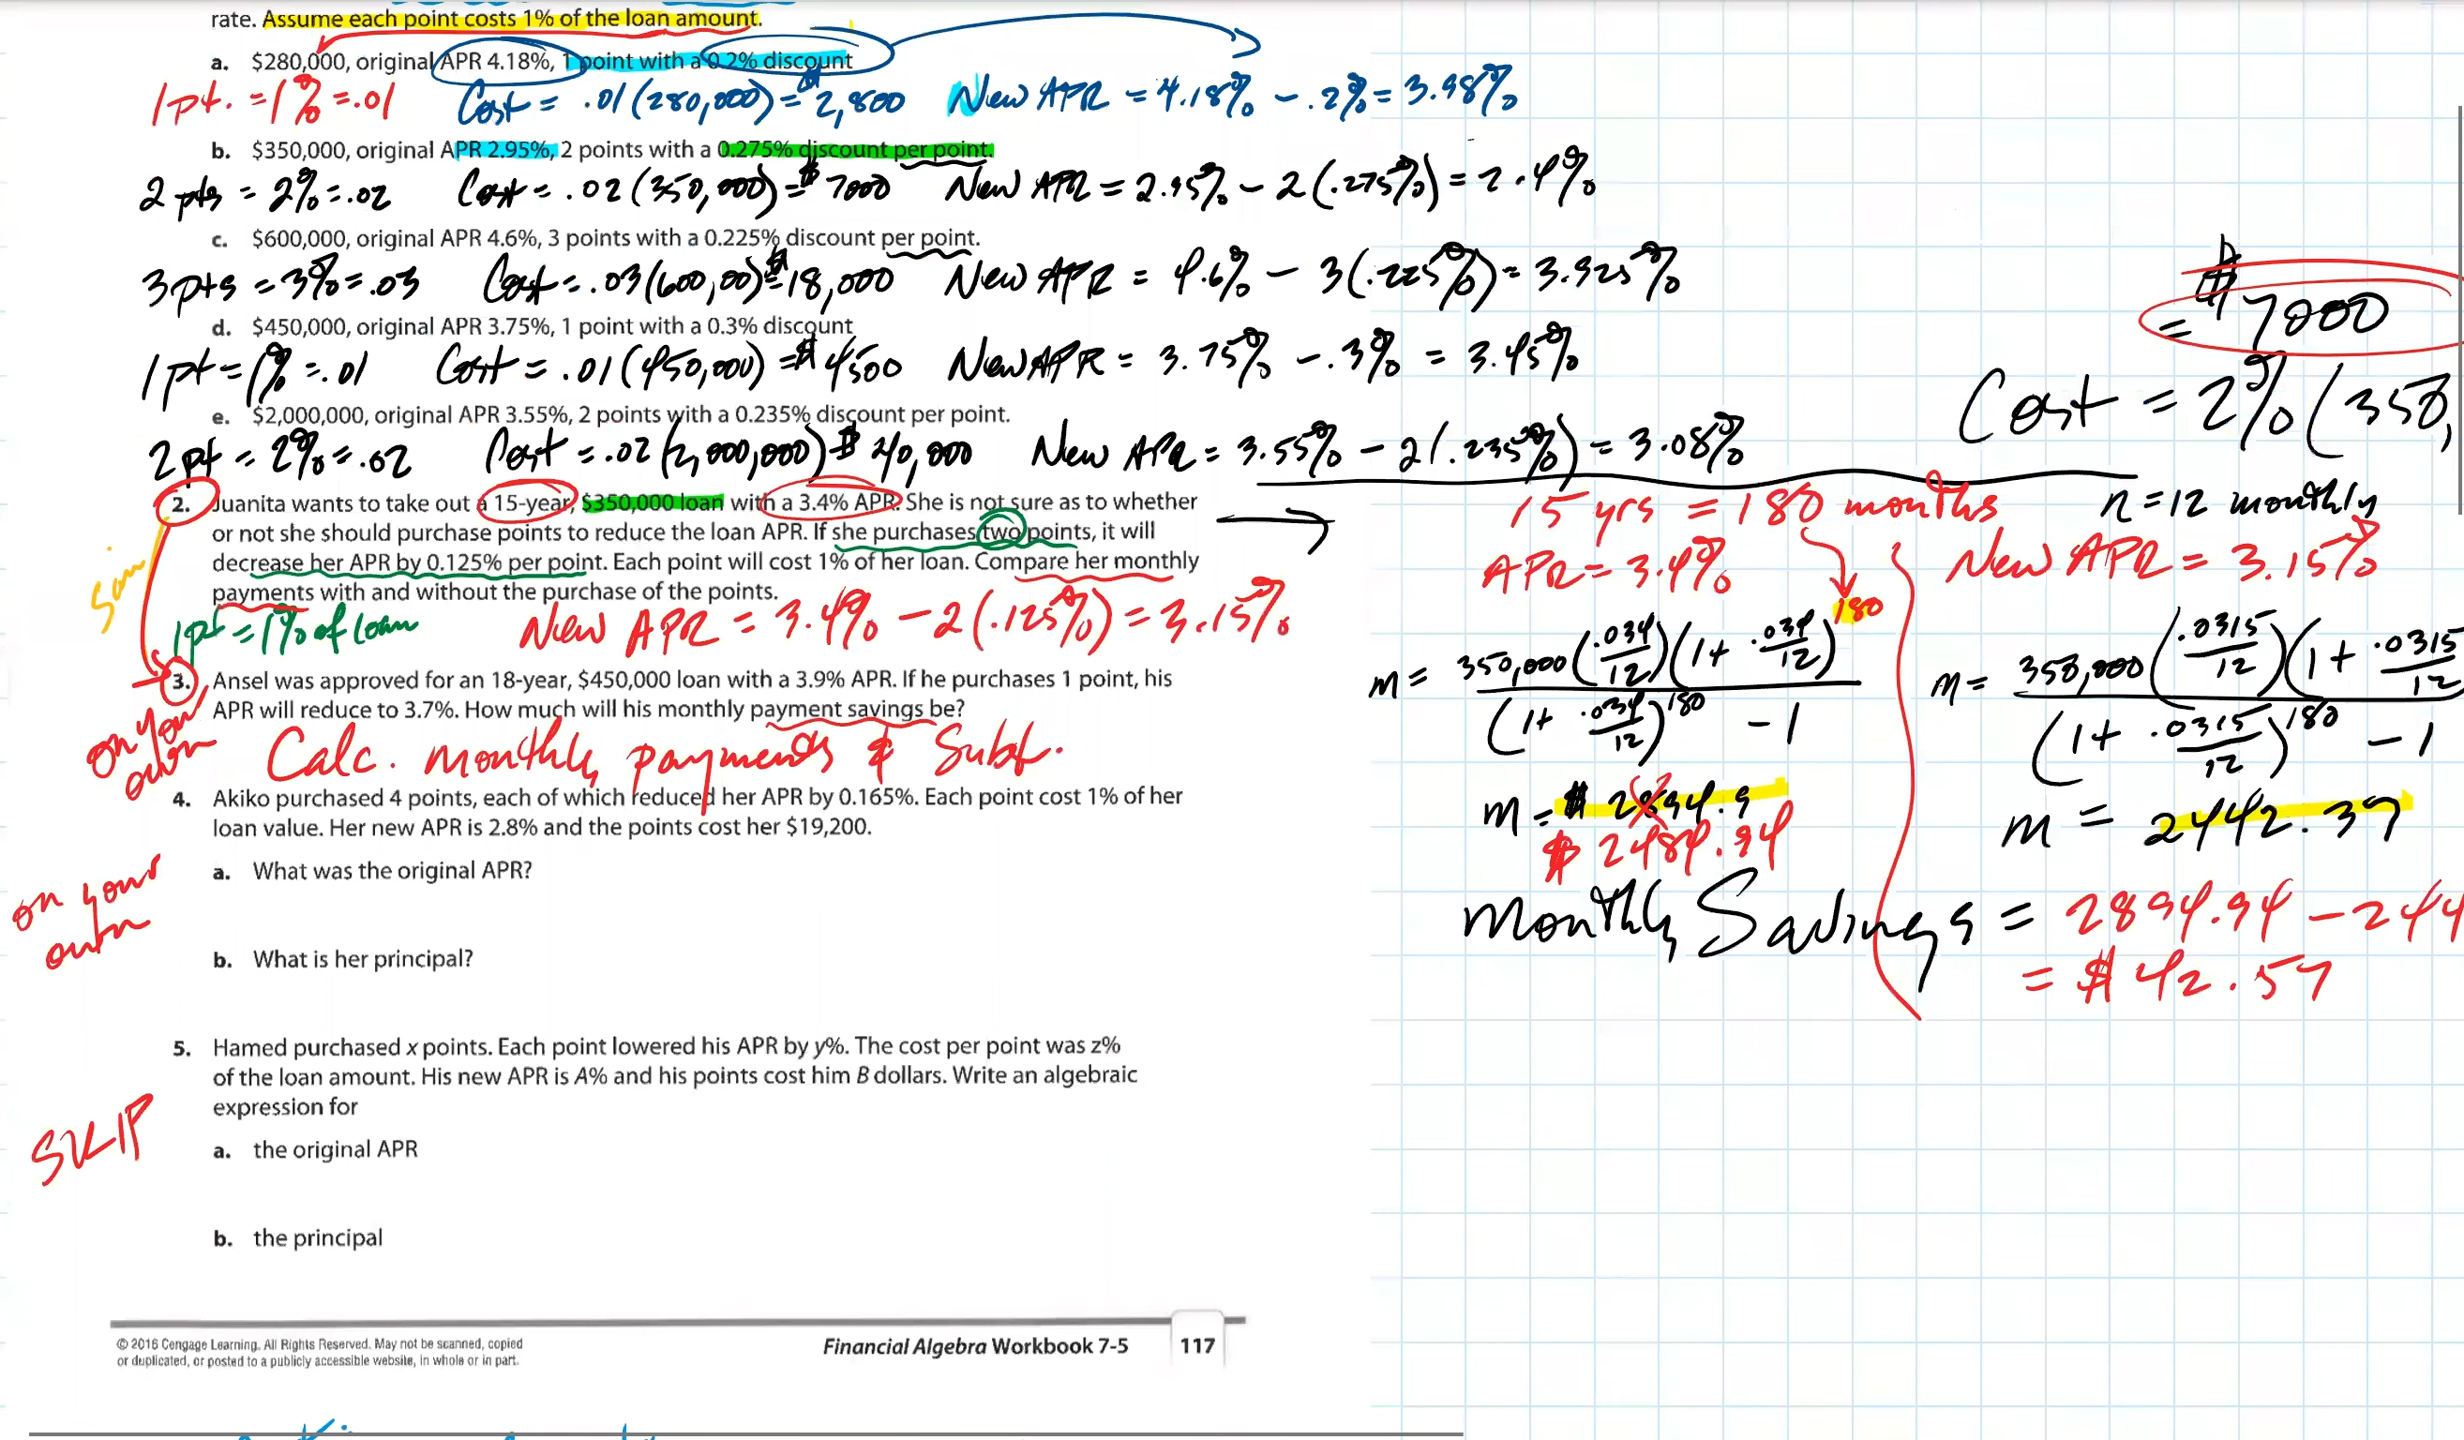 rate. Assume each point costs 1% of the loan amount.
a. $280,000, original APR 4.18%, 1 point with a 0.2% discount
1pt. = 1% = .01 Cost = .01(280,000) = $2,800 New APR = 4.18% - .2% = 3.98%
b. $350,000, original APR 2.95%, 2 points with a 0.275% discount per point.
2 pts = 2% = .02 Cost = .02(350,000) = $7000 New APR = 2.95% - 2(.275%) = 2.4%
c. $600,000, original APR 4.6%, 3 points with a 0.225% discount per point.
3pts = 3% = .03 Cost = .03(600,00) = $18,000 New APR = 4.6% - 3(.225%) = 3.925%
d. $450,000, original APR 3.75%, 1 point with a 0.3% discount
1pt = 1% = .01 Cost = .01(450,000) = $4500 New APR = 3.75% - .3% = 3.45%
e. $2,000,000, original APR 3.55%, 2 points with a 0.235% discount per point.
2pt = 2% = .02 Cost = .02(2,000,000) = $40,000 New APR = 3.55% - 2(.235%) = 3.08%
2. Juanita wants to take out a 15-year, $350,000 loan with a 3.4% APR. She is not sure as to whether
or not she should purchase points to reduce the loan APR. If she purchases two points, it will
decrease her APR by 0.125% per point. Each point will cost 1% of her loan. Compare her monthly
payments with and without the purchase of the points.
1pt = 1% of loan New APR = 3.4% - 2(.125%) = 3.15%
3. Ansel was approved for an 18-year, $450,000 loan with a 3.9% APR. If he purchases 1 point, his
APR will reduce to 3.7%. How much will his monthly payment savings be?
on your
own
Calc. monthly payments & Subt.
4. Akiko purchased 4 points, each of which reduced her APR by 0.165%. Each point cost 1% of her
loan value. Her new APR is 2.8% and the points cost her $19,200.
on your
own
a. What was the original APR?
b. What is her principal?
5. Hamed purchased x points. Each point lowered his APR by y%. The cost per point was z%
of the loan amount. His new APR is A% and his points cost him B dollars. Write an algebraic
expression for
SKIP
a. the original APR
b. the principal
© 2016 Cengage Learning. All Rights Reserved. May not be scanned, copied
or duplicated, or posted to a publicly accessible website, in whole or in part.
Financial Algebra Workbook 7-5 117
= $7000
Cost = 2%(350,
15 yrs = 180 months n = 12 monthly
APR = 3.4%
New APR = 3.15%
m = 350,000(.034/12)(1+ .034/12)^180 / (1+ .034/12)^180 - 1
m = 350,000(.0315/12)(1+ .0315/12 / (1+ .0315/12)^180 - 1
m = $2894.9
$2484.94
m = 2442.37
monthly Savings = 2894.94 - 244
= $42.57